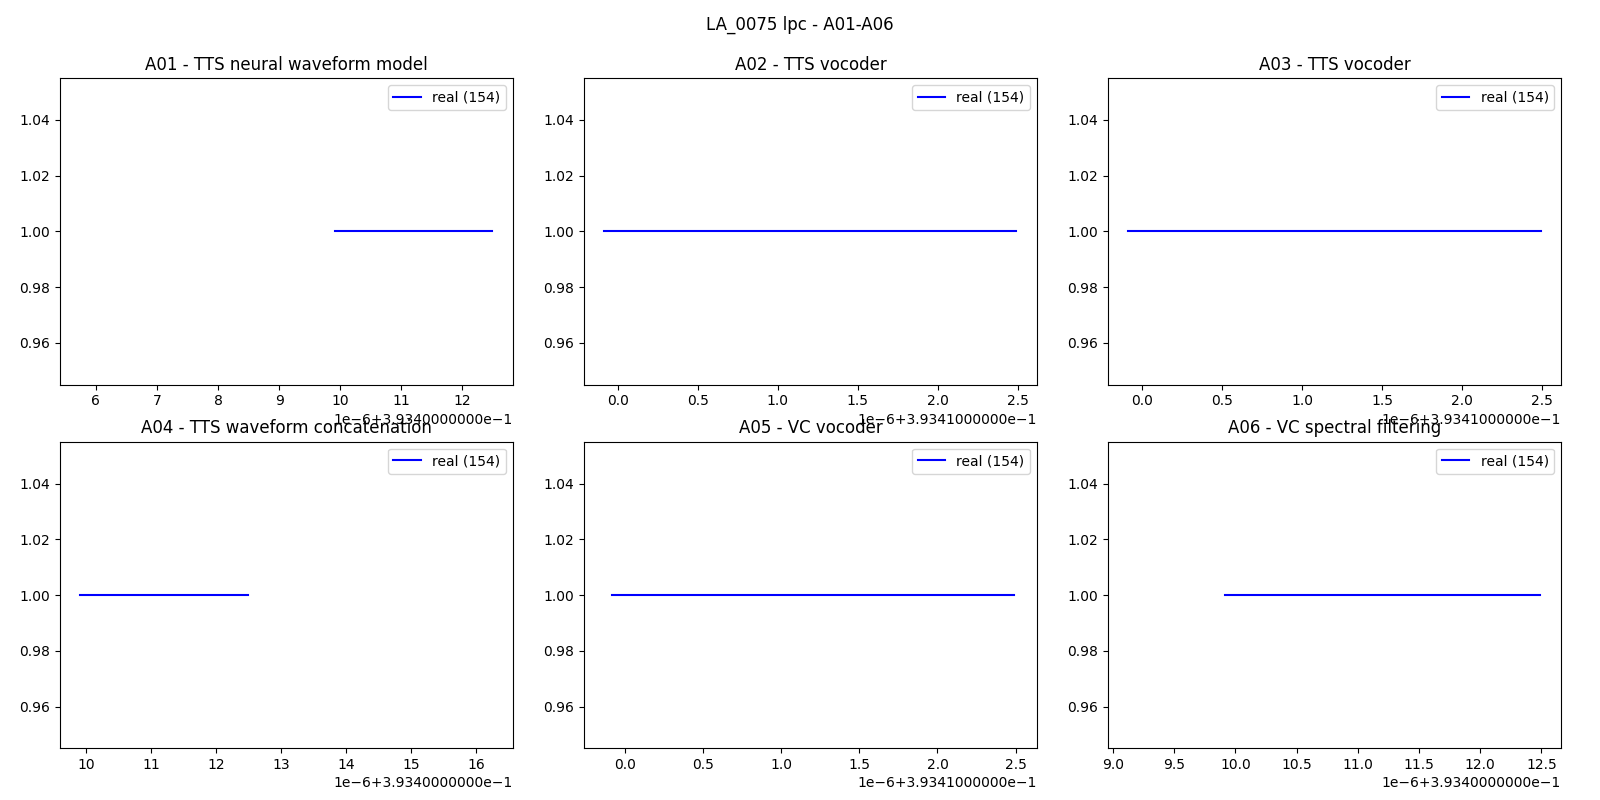 LA_0075 lpc - A01-A06
A01 - TTS neural waveform model
A02 - TTS vocoder
A03 - TTS vocoder
real (154)
real (154)
real (154)
1.04
1.02
1.00
0.98
0.96
1.04
1.02
1.00
0.98
0.96
1.04
1.02
1.00
0.98
0.96
6 7 8 9 10 11 12
0.0 0.5 1.0 1.5 2.0 2.5
0.0 0.5 1.0 1.5 2.0 2.5
1e−6+3.9340000000e−1
1e−6+3.9341000000e−1
1e−6+3.9341000000e−1
A04 - TTS waveform concatenation
A05 - VC vocoder
A06 - VC spectral filtering
real (154)
real (154)
real (154)
1.04
1.02
1.00
0.98
0.96
1.04
1.02
1.00
0.98
0.96
1.04
1.02
1.00
0.98
0.96
10 11 12 13 14 15 16
0.0 0.5 1.0 1.5 2.0 2.5
9.0 9.5 10.0 10.5 11.0 11.5 12.0 12.5
1e−6+3.9340000000e−1
1e−6+3.9341000000e−1
1e−6+3.9340000000e−1